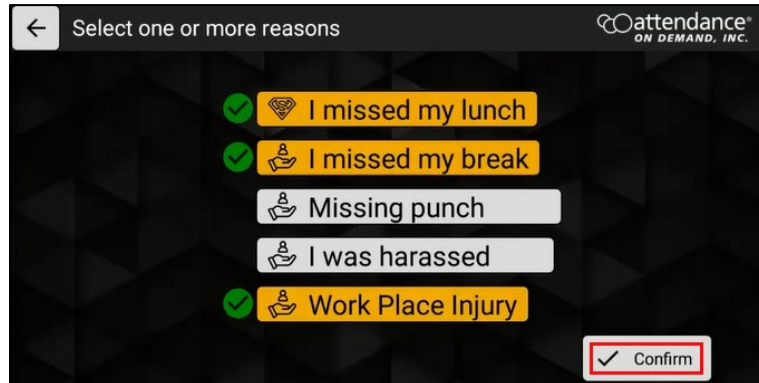 Select one or more reasons
attendance®
ON DEMAND, INC.
I missed my lunch
I missed my break
Missing punch
I was harassed
Work Place Injury
Confirm